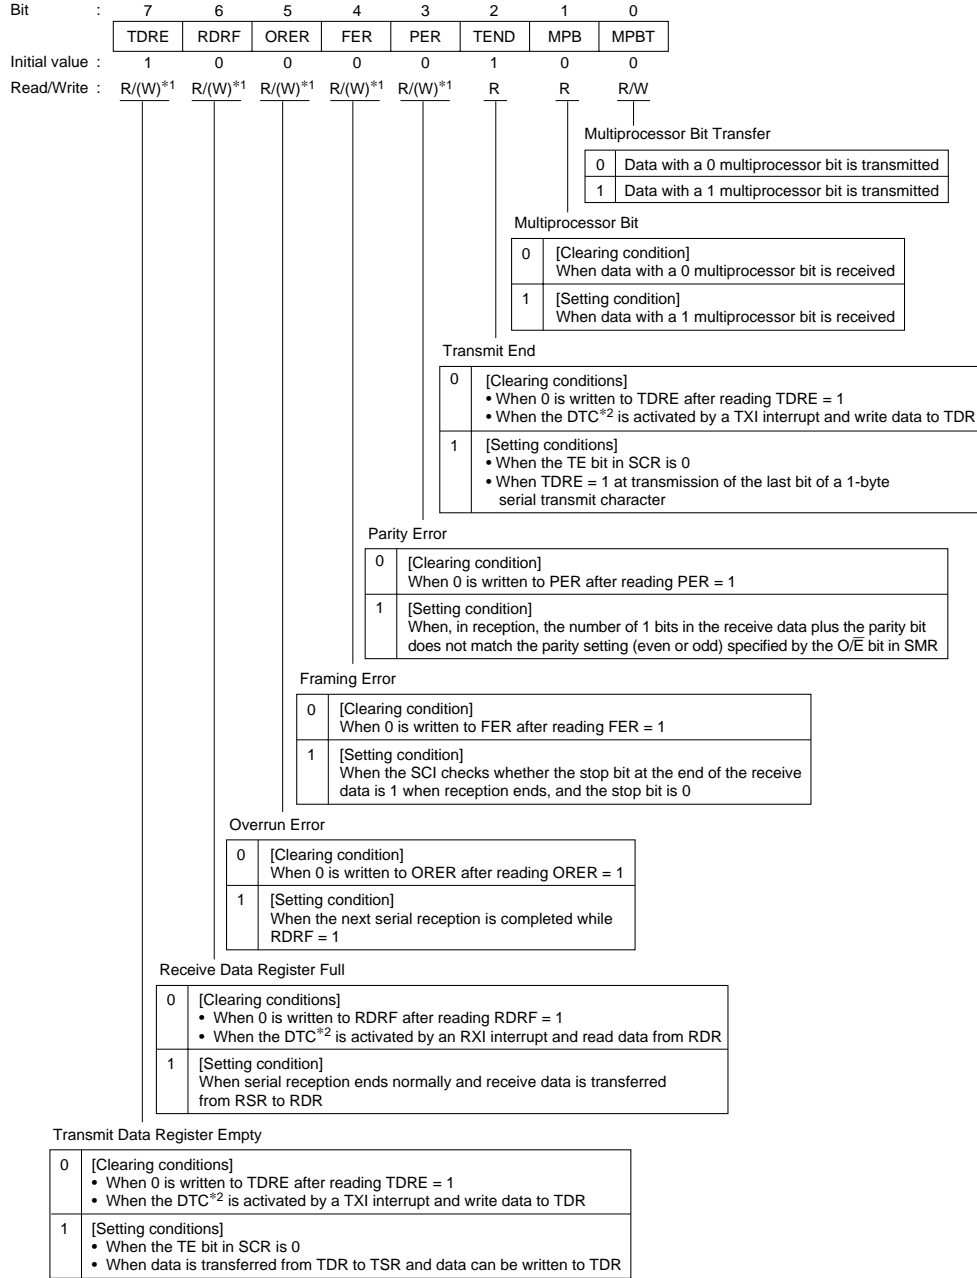 Bit : 7 6 5 4 3 2 1 0
TDRE RDRF ORER FER PER TEND MPB MPBT
Initial value : 1 0 0 0 0 1 0 0
Read/Write : R/(W)*1 R/(W)*1 R/(W)*1 R/(W)*1 R/(W)*1 R R R/W
Multiprocessor Bit Transfer
0 Data with a 0 multiprocessor bit is transmitted
1 Data with a 1 multiprocessor bit is transmitted
Multiprocessor Bit
0 [Clearing condition]
When data with a 0 multiprocessor bit is received
1 [Setting condition]
When data with a 1 multiprocessor bit is received
Transmit End
0 [Clearing conditions]
• When 0 is written to TDRE after reading TDRE = 1
• When the DTC*2 is activated by a TXI interrupt and write data to TDR
1 [Setting conditions]
• When the TE bit in SCR is 0
• When TDRE = 1 at transmission of the last bit of a 1-byte
serial transmit character
Parity Error
0 [Clearing condition]
When 0 is written to PER after reading PER = 1
1 [Setting condition]
When, in reception, the number of 1 bits in the receive data plus the parity bit
does not match the parity setting (even or odd) specified by the O/E̅ bit in SMR
Framing Error
0 [Clearing condition]
When 0 is written to FER after reading FER = 1
1 [Setting condition]
When the SCI checks whether the stop bit at the end of the receive
data is 1 when reception ends, and the stop bit is 0
Overrun Error
0 [Clearing condition]
When 0 is written to ORER after reading ORER = 1
1 [Setting condition]
When the next serial reception is completed while
RDRF = 1
Receive Data Register Full
0 [Clearing conditions]
• When 0 is written to RDRF after reading RDRF = 1
• When the DTC*2 is activated by an RXI interrupt and read data from RDR
1 [Setting condition]
When serial reception ends normally and receive data is transferred
from RSR to RDR
Transmit Data Register Empty
0 [Clearing conditions]
• When 0 is written to TDRE after reading TDRE = 1
• When the DTC*2 is activated by a TXI interrupt and write data to TDR
1 [Setting conditions]
• When the TE bit in SCR is 0
• When data is transferred from TDR to TSR and data can be written to TDR